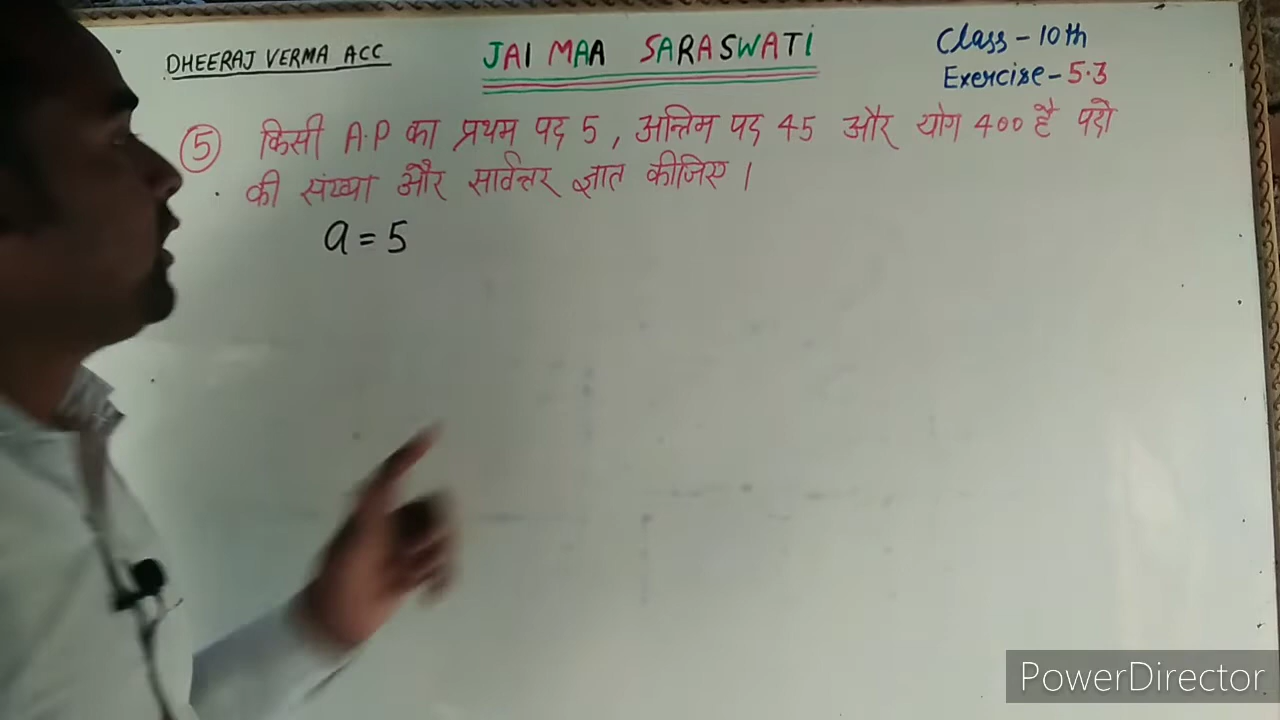 DHEERAJ VERMA ACC
JAI MAA SARASWATI
Class - 10th
Exercise - 5.3
⑤ किसी A.P का प्रथम पद 5, अन्तिम पद 45 और योग 400 है पदो
की संख्या और सार्वन्तर ज्ञात कीजिए ।
a = 5
PowerDirector